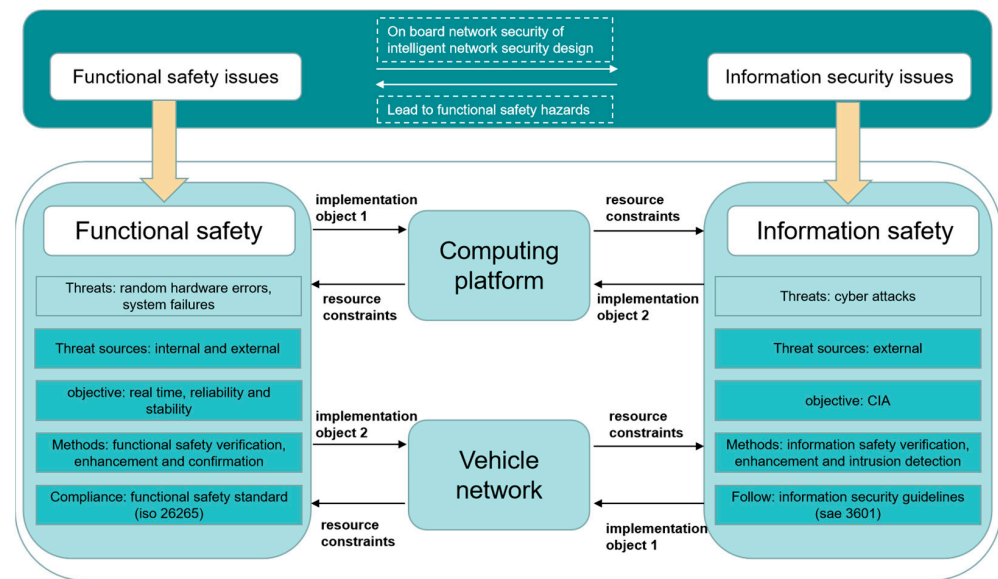 On board network security of
intelligent network security design
Functional safety issues
Information security issues
Lead to functional safety hazards
Functional safety
Threats: random hardware errors,
system failures
Threat sources: internal and external
objective: real time, reliability and
stability
Methods: functional safety verification,
enhancement and confirmation
Compliance: functional safety standard
(iso 26265)
implementation
object 1
resource
constraints
Computing
platform
resource
constraints
implementation
object 2
implementation
object 2
resource
constraints
Vehicle
network
resource
constraints
implementation
object 1
Information safety
Threats: cyber attacks
Threat sources: external
objective: CIA
Methods: information safety verification,
enhancement and intrusion detection
Follow: information security guidelines
(sae 3601)